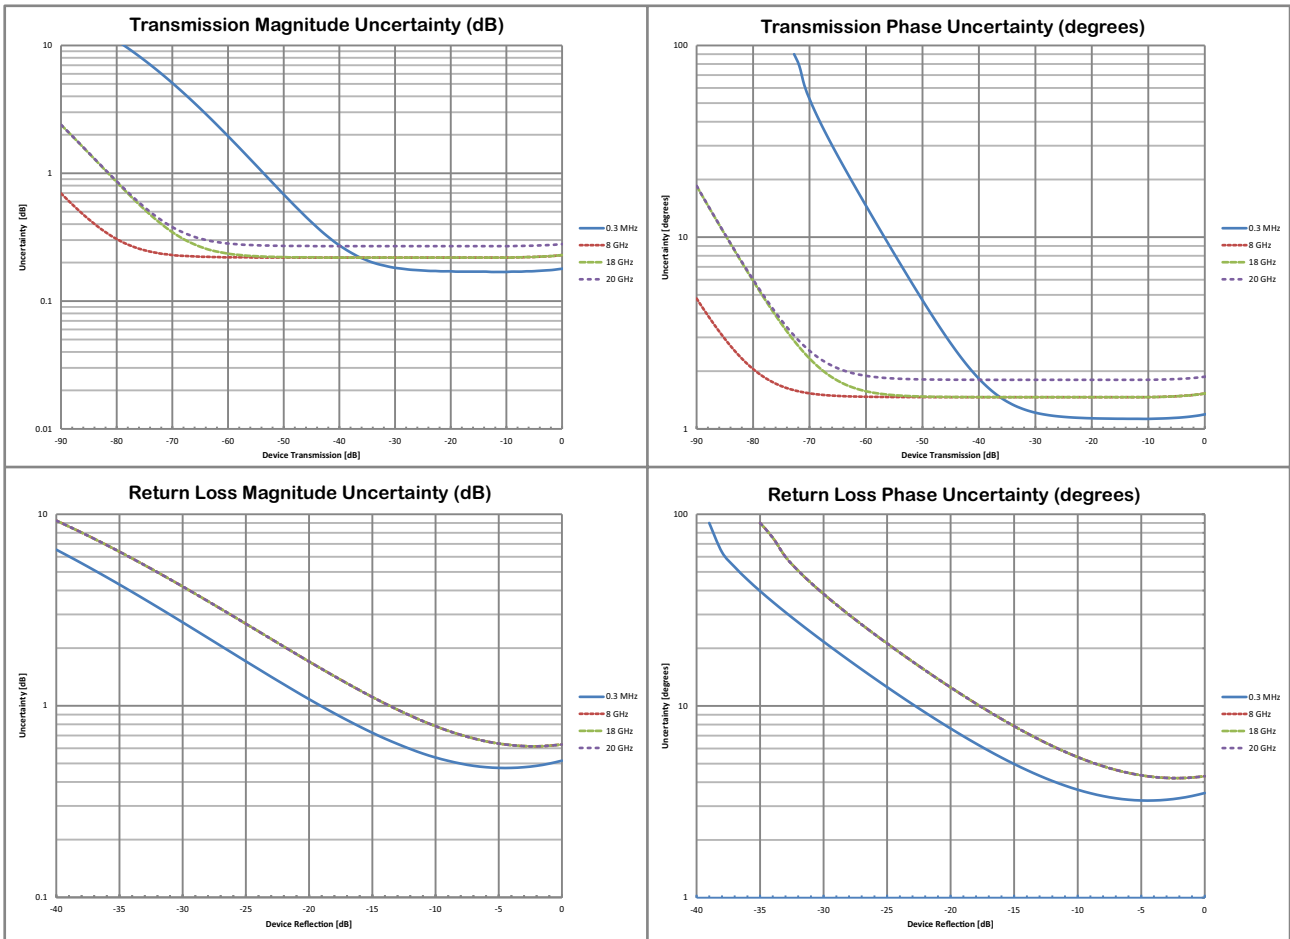 Transmission Magnitude Uncertainty (dB)
10
1
0.1
0.01
Uncertainty [dB]
-90 -80 -70 -60 -50 -40 -30 -20 -10 0
Device Transmission [dB]
0.3 MHz
8 GHz
18 GHz
20 GHz
Transmission Phase Uncertainty (degrees)
100
10
1
Uncertainty [degrees]
-90 -80 -70 -60 -50 -40 -30 -20 -10 0
Device Transmission [dB]
0.3 MHz
8 GHz
18 GHz
20 GHz
Return Loss Magnitude Uncertainty (dB)
10
1
0.1
Uncertainty [dB]
-40 -35 -30 -25 -20 -15 -10 -5 0
Device Reflection [dB]
0.3 MHz
8 GHz
18 GHz
20 GHz
Return Loss Phase Uncertainty (degrees)
100
10
1
Uncertainty [degrees]
-40 -35 -30 -25 -20 -15 -10 -5 0
Device Reflection [dB]
0.3 MHz
8 GHz
18 GHz
20 GHz